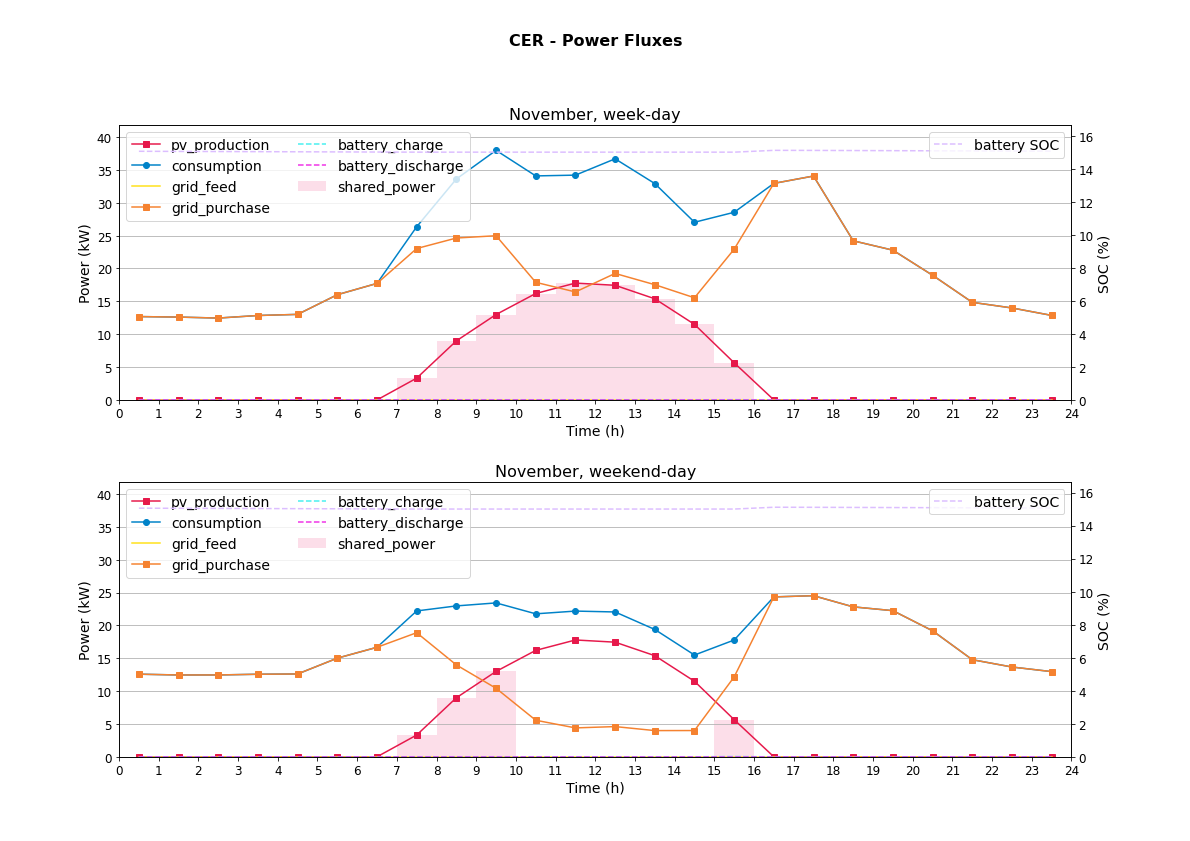 CER - Power Fluxes
November, week-day
pv_production
consumption
grid_feed
grid_purchase
battery_charge
battery_discharge
shared_power
battery SOC
Power (kW)
40
35
30
25
20
15
10
5
0
SOC (%)
16
14
12
10
8
6
4
2
0
0 1 2 3 4 5 6 7 8 9 10 11 12 13 14 15 16 17 18 19 20 21 22 23 24
Time (h)
November, weekend-day
pv_production
consumption
grid_feed
grid_purchase
battery_charge
battery_discharge
shared_power
battery SOC
Power (kW)
40
35
30
25
20
15
10
5
0
SOC (%)
16
14
12
10
8
6
4
2
0
0 1 2 3 4 5 6 7 8 9 10 11 12 13 14 15 16 17 18 19 20 21 22 23 24
Time (h)